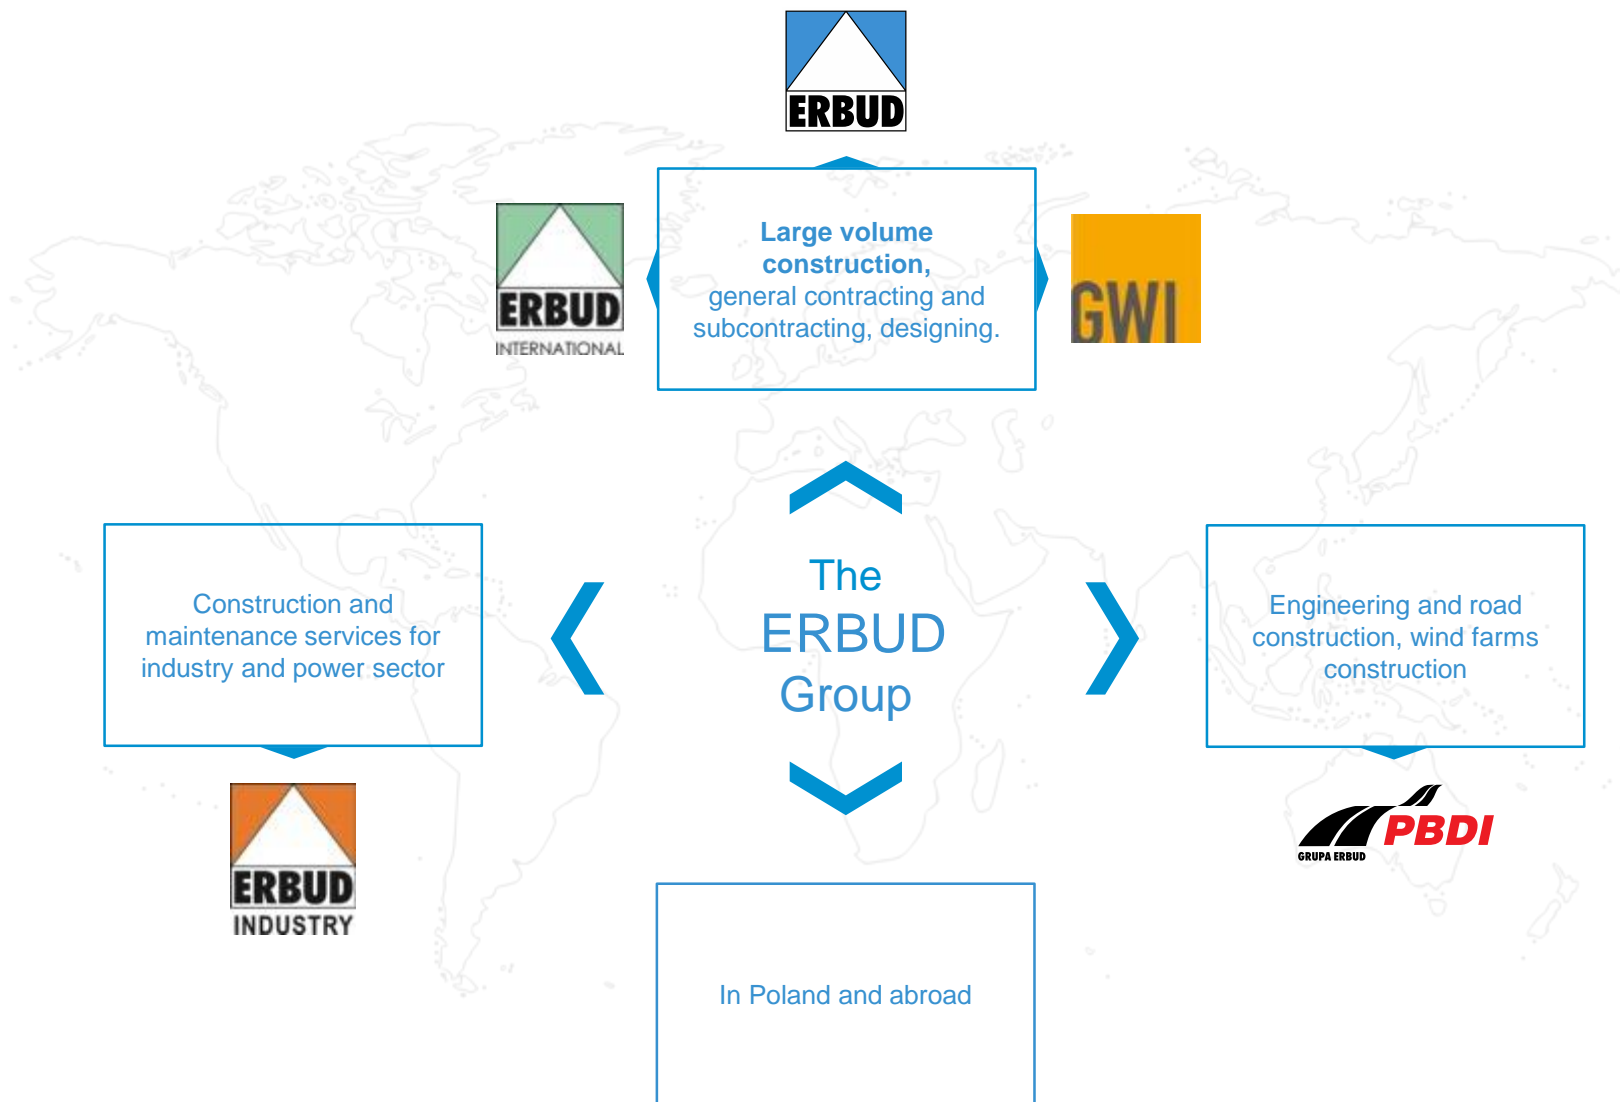 ERBUD
Large volume
construction,
general contracting and
subcontracting, designing.
ERBUD
INTERNATIONAL
GWI
The
ERBUD
Group
Construction and
maintenance services for
industry and power sector
ERBUD
INDUSTRY
Engineering and road
construction, wind farms
construction
PBDI
GRUPA ERBUD
In Poland and abroad